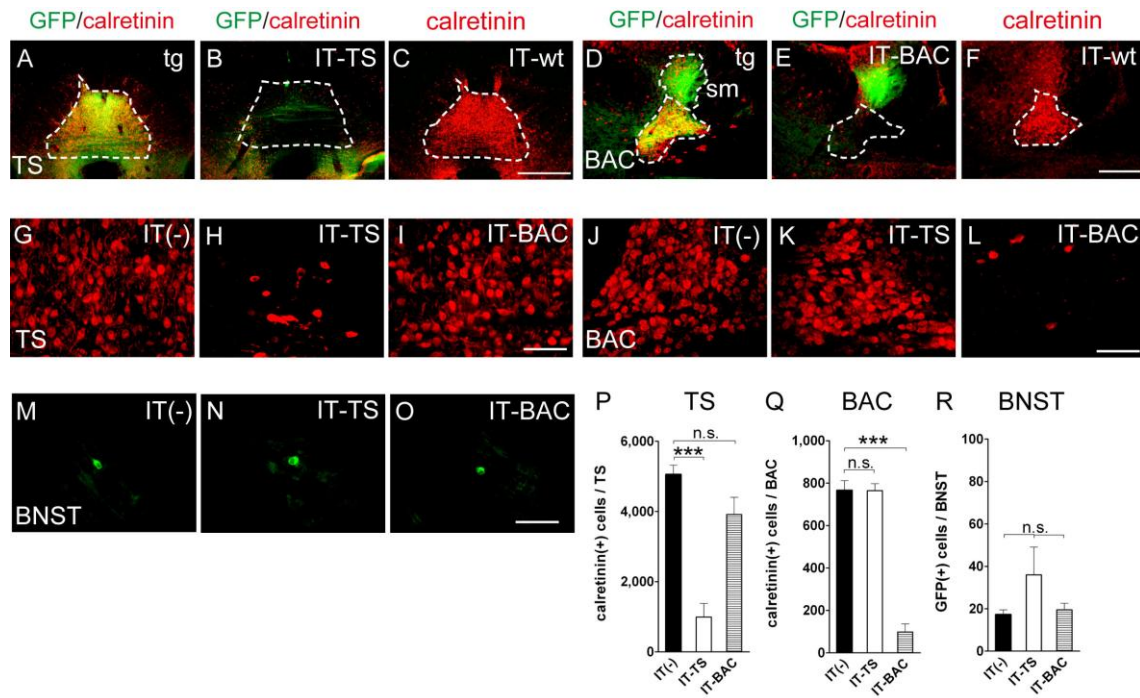 GFP/calretinin GFP/calretinin calretinin GFP/calretinin GFP/calretinin calretinin
A tg B IT-TS C IT-wt D tg E IT-BAC F IT-wt
sm
TS BAC
G IT(-) H IT-TS I IT-BAC J IT(-) K IT-TS L IT-BAC
TS BAC
M IT(-) N IT-TS O IT-BAC
BNST
P TS
calretinin(+) cells / TS
6,000
4,000
2,000
0
n.s.
***
IT(-) IT-TS IT-BAC
Q BAC
calretinin(+) cells / BAC
1,000
800
600
400
200
0
***
n.s.
IT(-) IT-TS IT-BAC
R BNST
GFP(+) cells / BNST
100
80
60
40
20
0
n.s.
IT(-) IT-TS IT-BAC